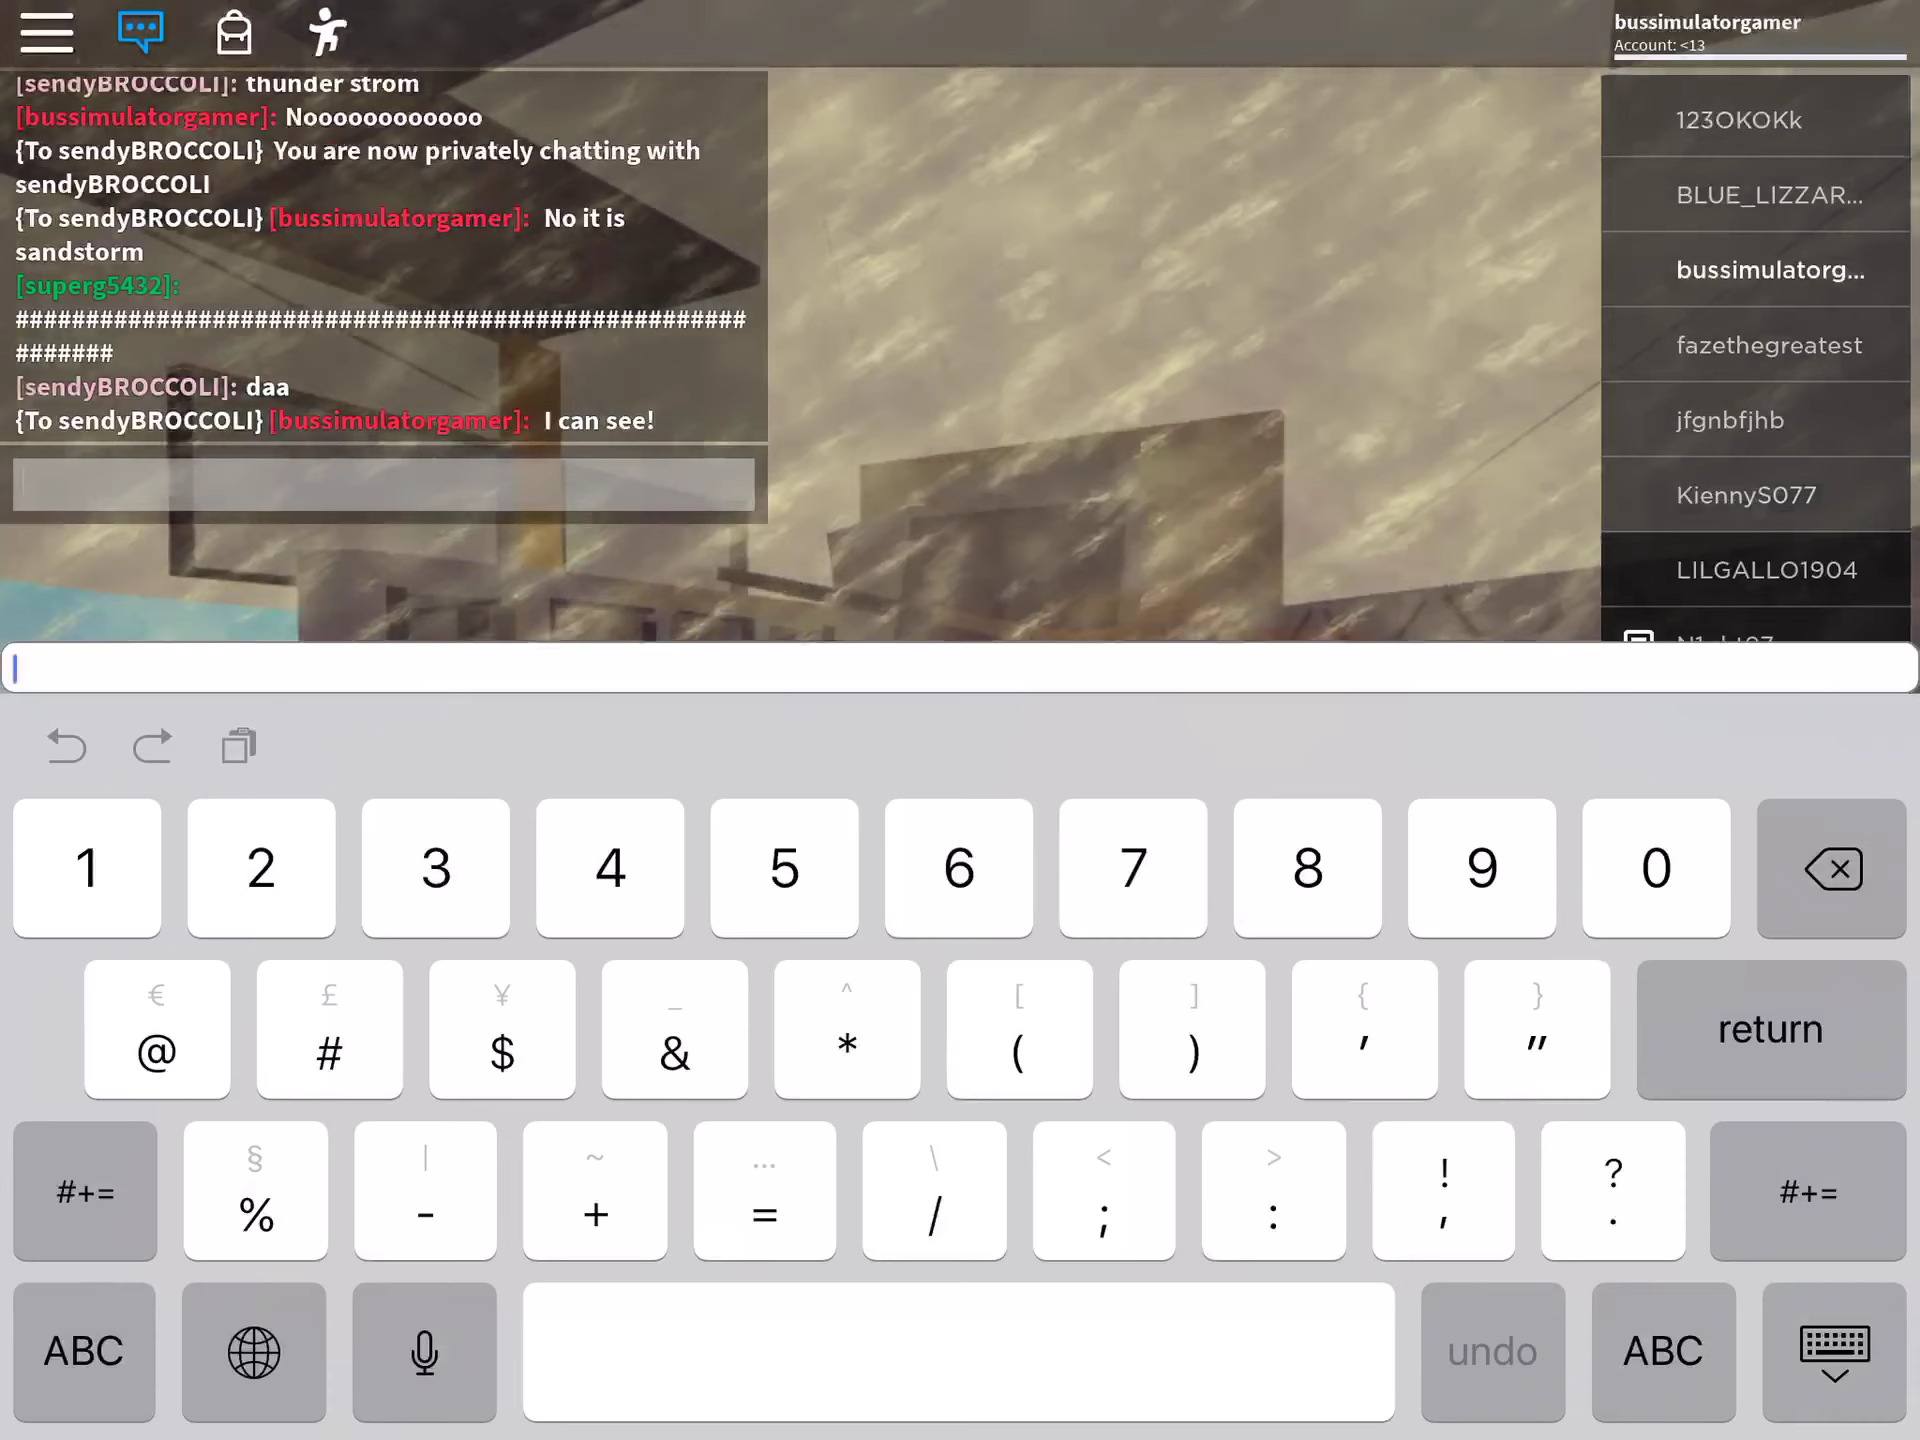 bussimulatorgamer
Account: <13
[sendyBROCCOLI]: thunder strom
[bussimulatorgamer]: Noooooooooooo
{To sendyBROCCOLI} You are now privately chatting with
sendyBROCCOLI
{To sendyBROCCOLI} [bussimulatorgamer]: No it is
sandstorm
[superg5432]:
####################################################
#######
[sendyBROCCOLI]: daa
{To sendyBROCCOLI} [bussimulatorgamer]: I can see!
123OKOKk
BLUE_LIZZAR...
bussimulatorg...
fazethegreatest
jfgnbfjhb
KiennyS077
LILGALLO1904
1 2 3 4 5 6 7 8 9 0
€ £ ¥ _ ^ [ ] { }
@ # $ & * ( ) ' " return
§ | ~ ... \ < > ! ?
#+= % - + = / ; : , . #+=
ABC undo ABC